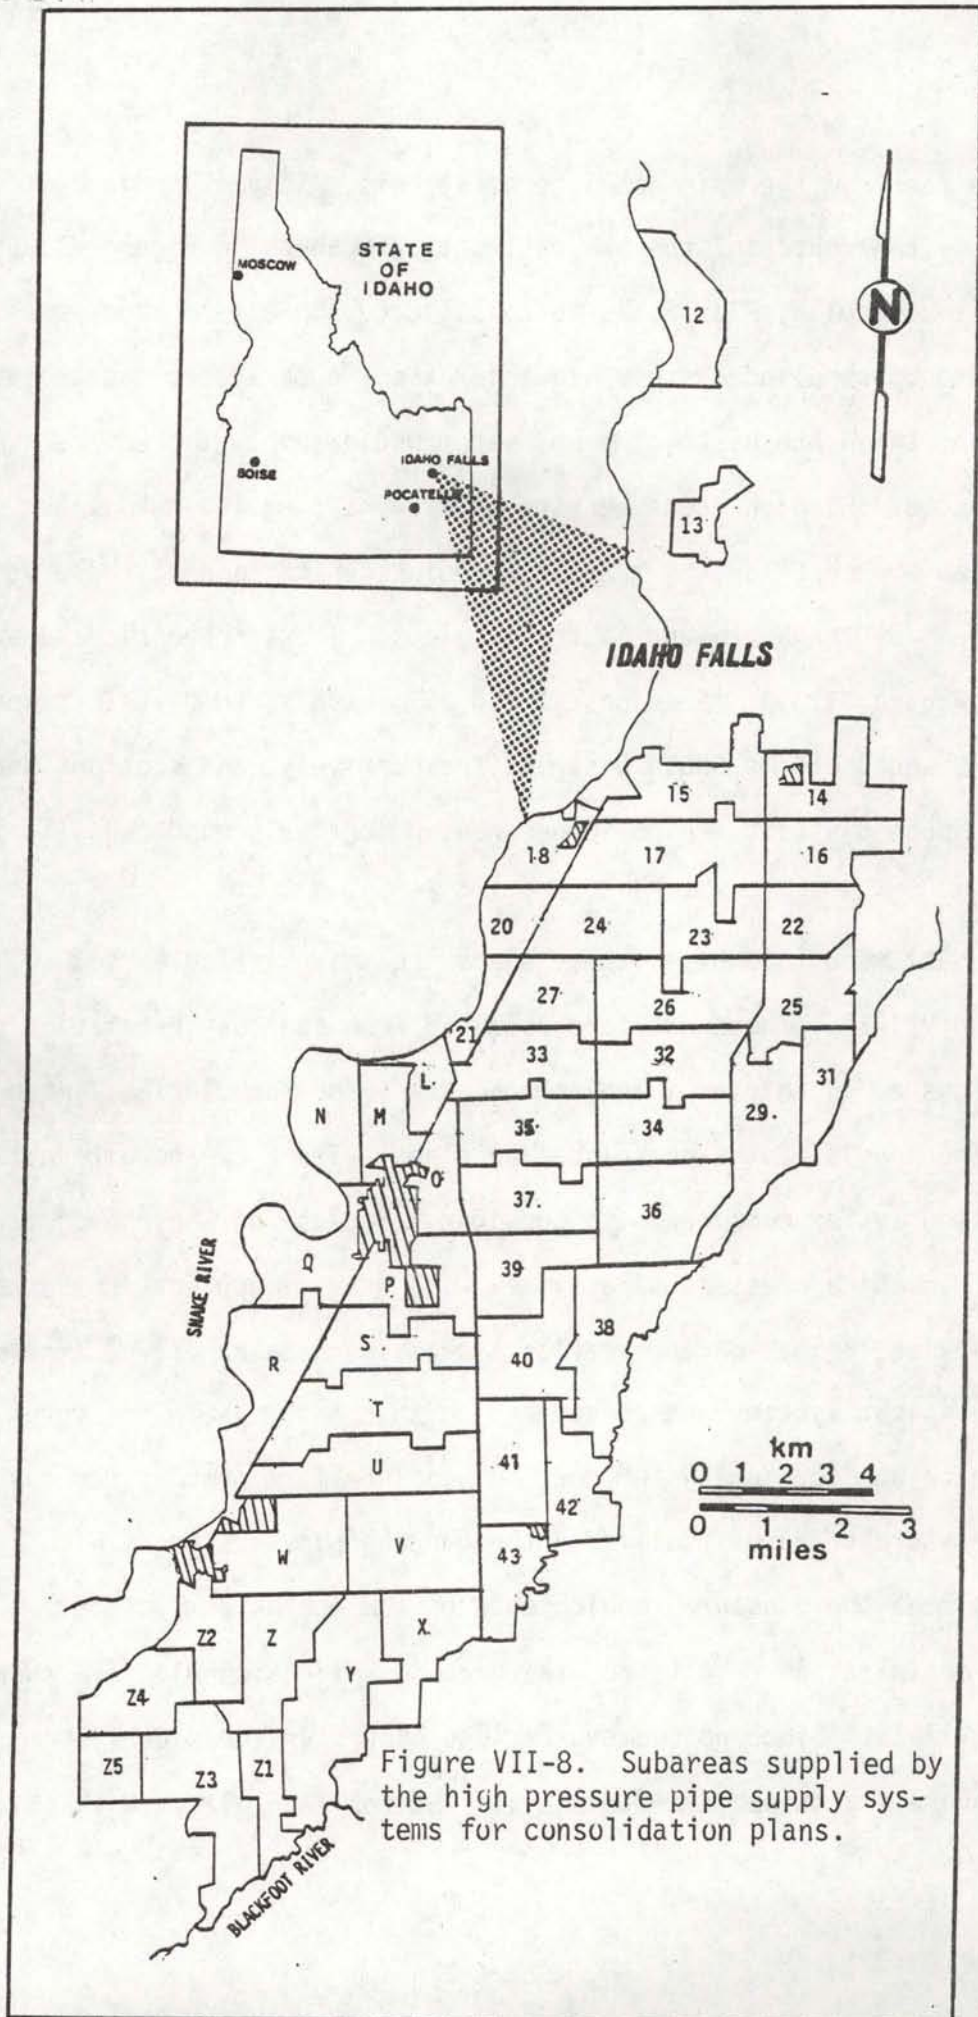 STATE
OF
IDAHO
MOSCOW
BOISE
IDAHO FALLS
POCATELLO
N
12
13
IDAHO FALLS
15
14
18
17
16
20
24
23
22
27
26
25
21
33
32
31
L
N
M
35
34
29
O
37
36
Q
P
39
38
SNAKE RIVER
R
S
40
T
U
41
42
W
V
43
km
0 1 2 3 4
0 1 2 3
miles
Z2
Z
X
Y
Z4
Z5
Z3
Z1
BLACKFOOT RIVER
Figure VII-8. Subareas supplied by
the high pressure pipe supply sys-
tems for consolidation plans.